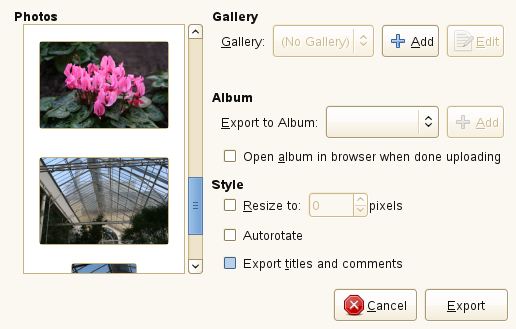 Photos
Gallery
Gallery: (No Gallery) Add Edit
Album
Export to Album: Add
Open album in browser when done uploading
Style
Resize to: 0 pixels
Autorotate
Export titles and comments
Cancel Export